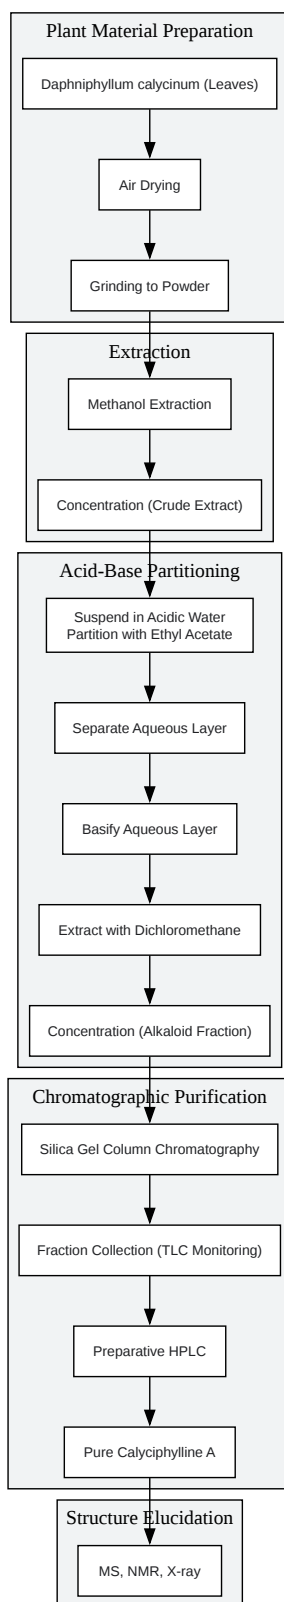 Plant Material Preparation
Daphniphyllum calycinum (Leaves)
Air Drying
Grinding to Powder
Extraction
Methanol Extraction
Concentration (Crude Extract)
Acid-Base Partitioning
Suspend in Acidic Water
Partition with Ethyl Acetate
Separate Aqueous Layer
Basify Aqueous Layer
Extract with Dichloromethane
Concentration (Alkaloid Fraction)
Chromatographic Purification
Silica Gel Column Chromatography
Fraction Collection (TLC Monitoring)
Preparative HPLC
Pure Calyciphylline A
Structure Elucidation
MS, NMR, X-ray